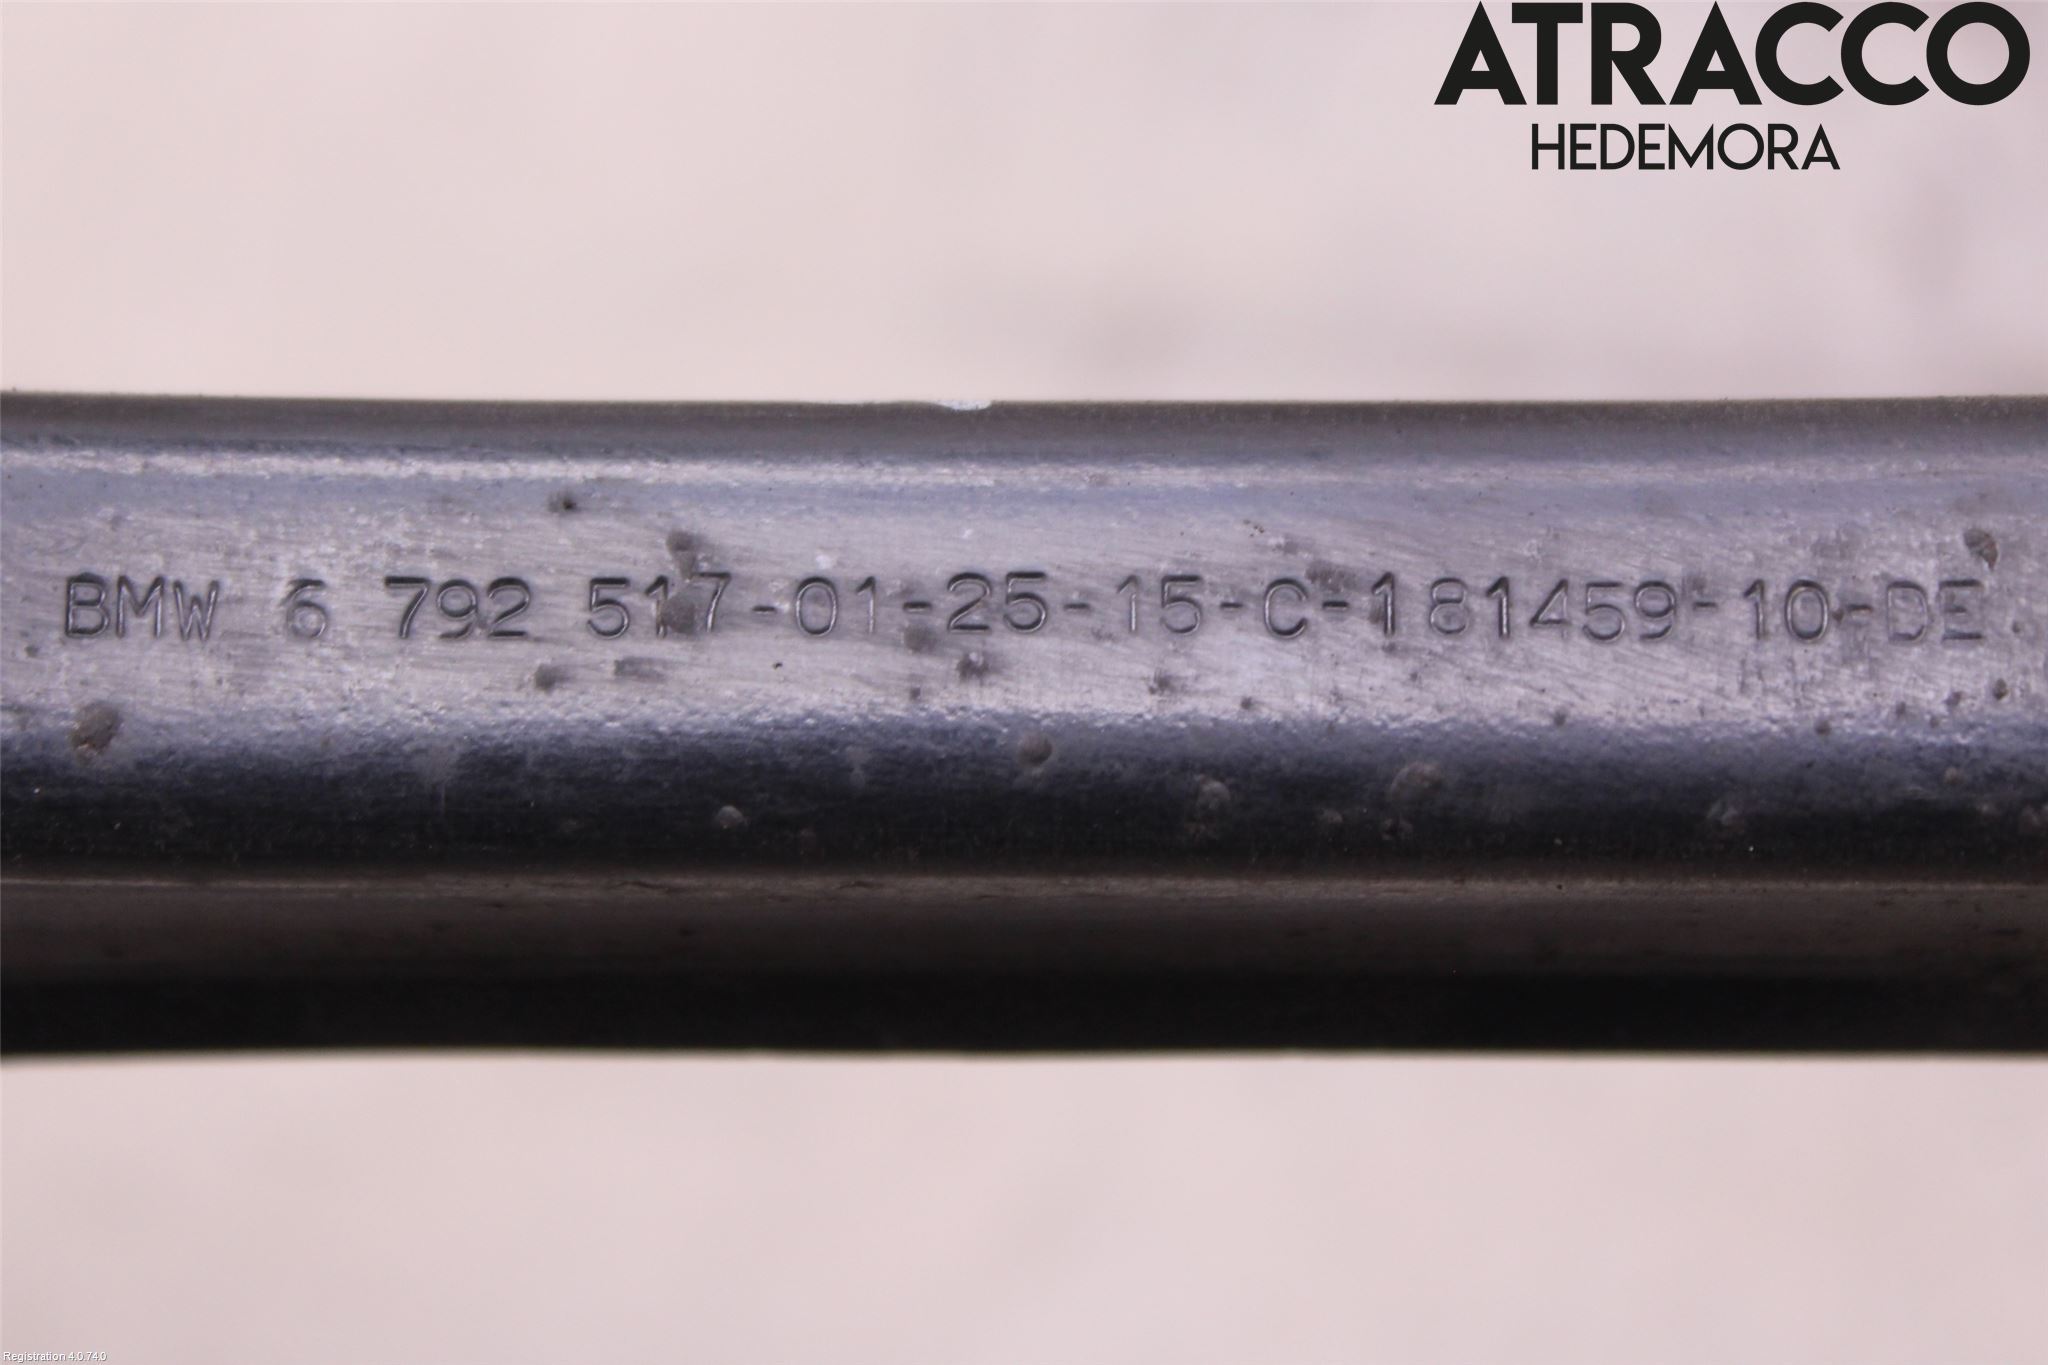 ATRACCO
HEDEMORA
BMW 6 792 517-01-25-15-C-181459-10-DE
Registration 4.0.74.0